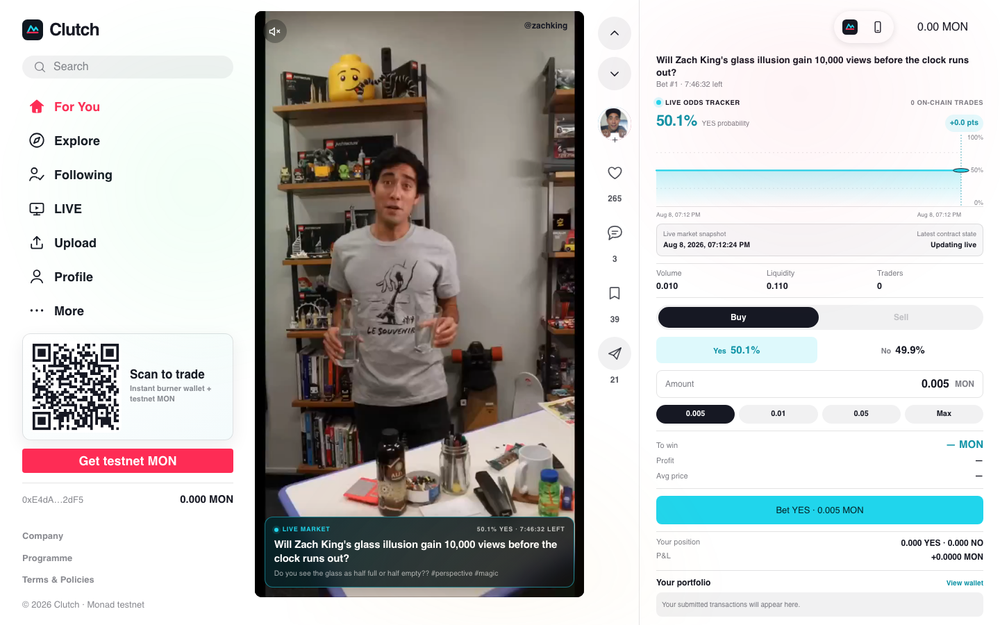 Clutch
Search
For You
Explore
Following
LIVE
Upload
Profile
More
Scan to trade
Instant burner wallet +
testnet MON
Get testnet MON
0xE4dA…2dF5
0.000 MON
Company
Programme
Terms & Policies
© 2026 Clutch · Monad testnet
@zachking
LE SOUVENIR
LIVE MARKET
50.1% YES · 7:46:32 LEFT
Will Zach King's glass illusion gain 10,000 views before the
clock runs out?
Do you see the glass as half full or half empty?? #perspective #magic
265
3
39
21
0.00 MON
Will Zach King's glass illusion gain 10,000 views before the clock runs
out?
Bet #1 · 7:46:32 left
LIVE ODDS TRACKER
0 ON-CHAIN TRADES
50.1% YES probability
+0.0 pts
100%
50%
0%
Aug 8, 07:12 PM
Aug 8, 07:12 PM
Live market snapshot
Latest contract state
Aug 8, 2026, 07:12:24 PM
Updating live
Volume
Liquidity
Traders
0.010
0.110
0
Buy
Sell
Yes 50.1%
No 49.9%
Amount
0.005 MON
0.005
0.01
0.05
Max
To win
— MON
Profit
—
Avg price
—
Bet YES · 0.005 MON
Your position
0.000 YES · 0.000 NO
P&L
+0.0000 MON
Your portfolio
View wallet
Your submitted transactions will appear here.